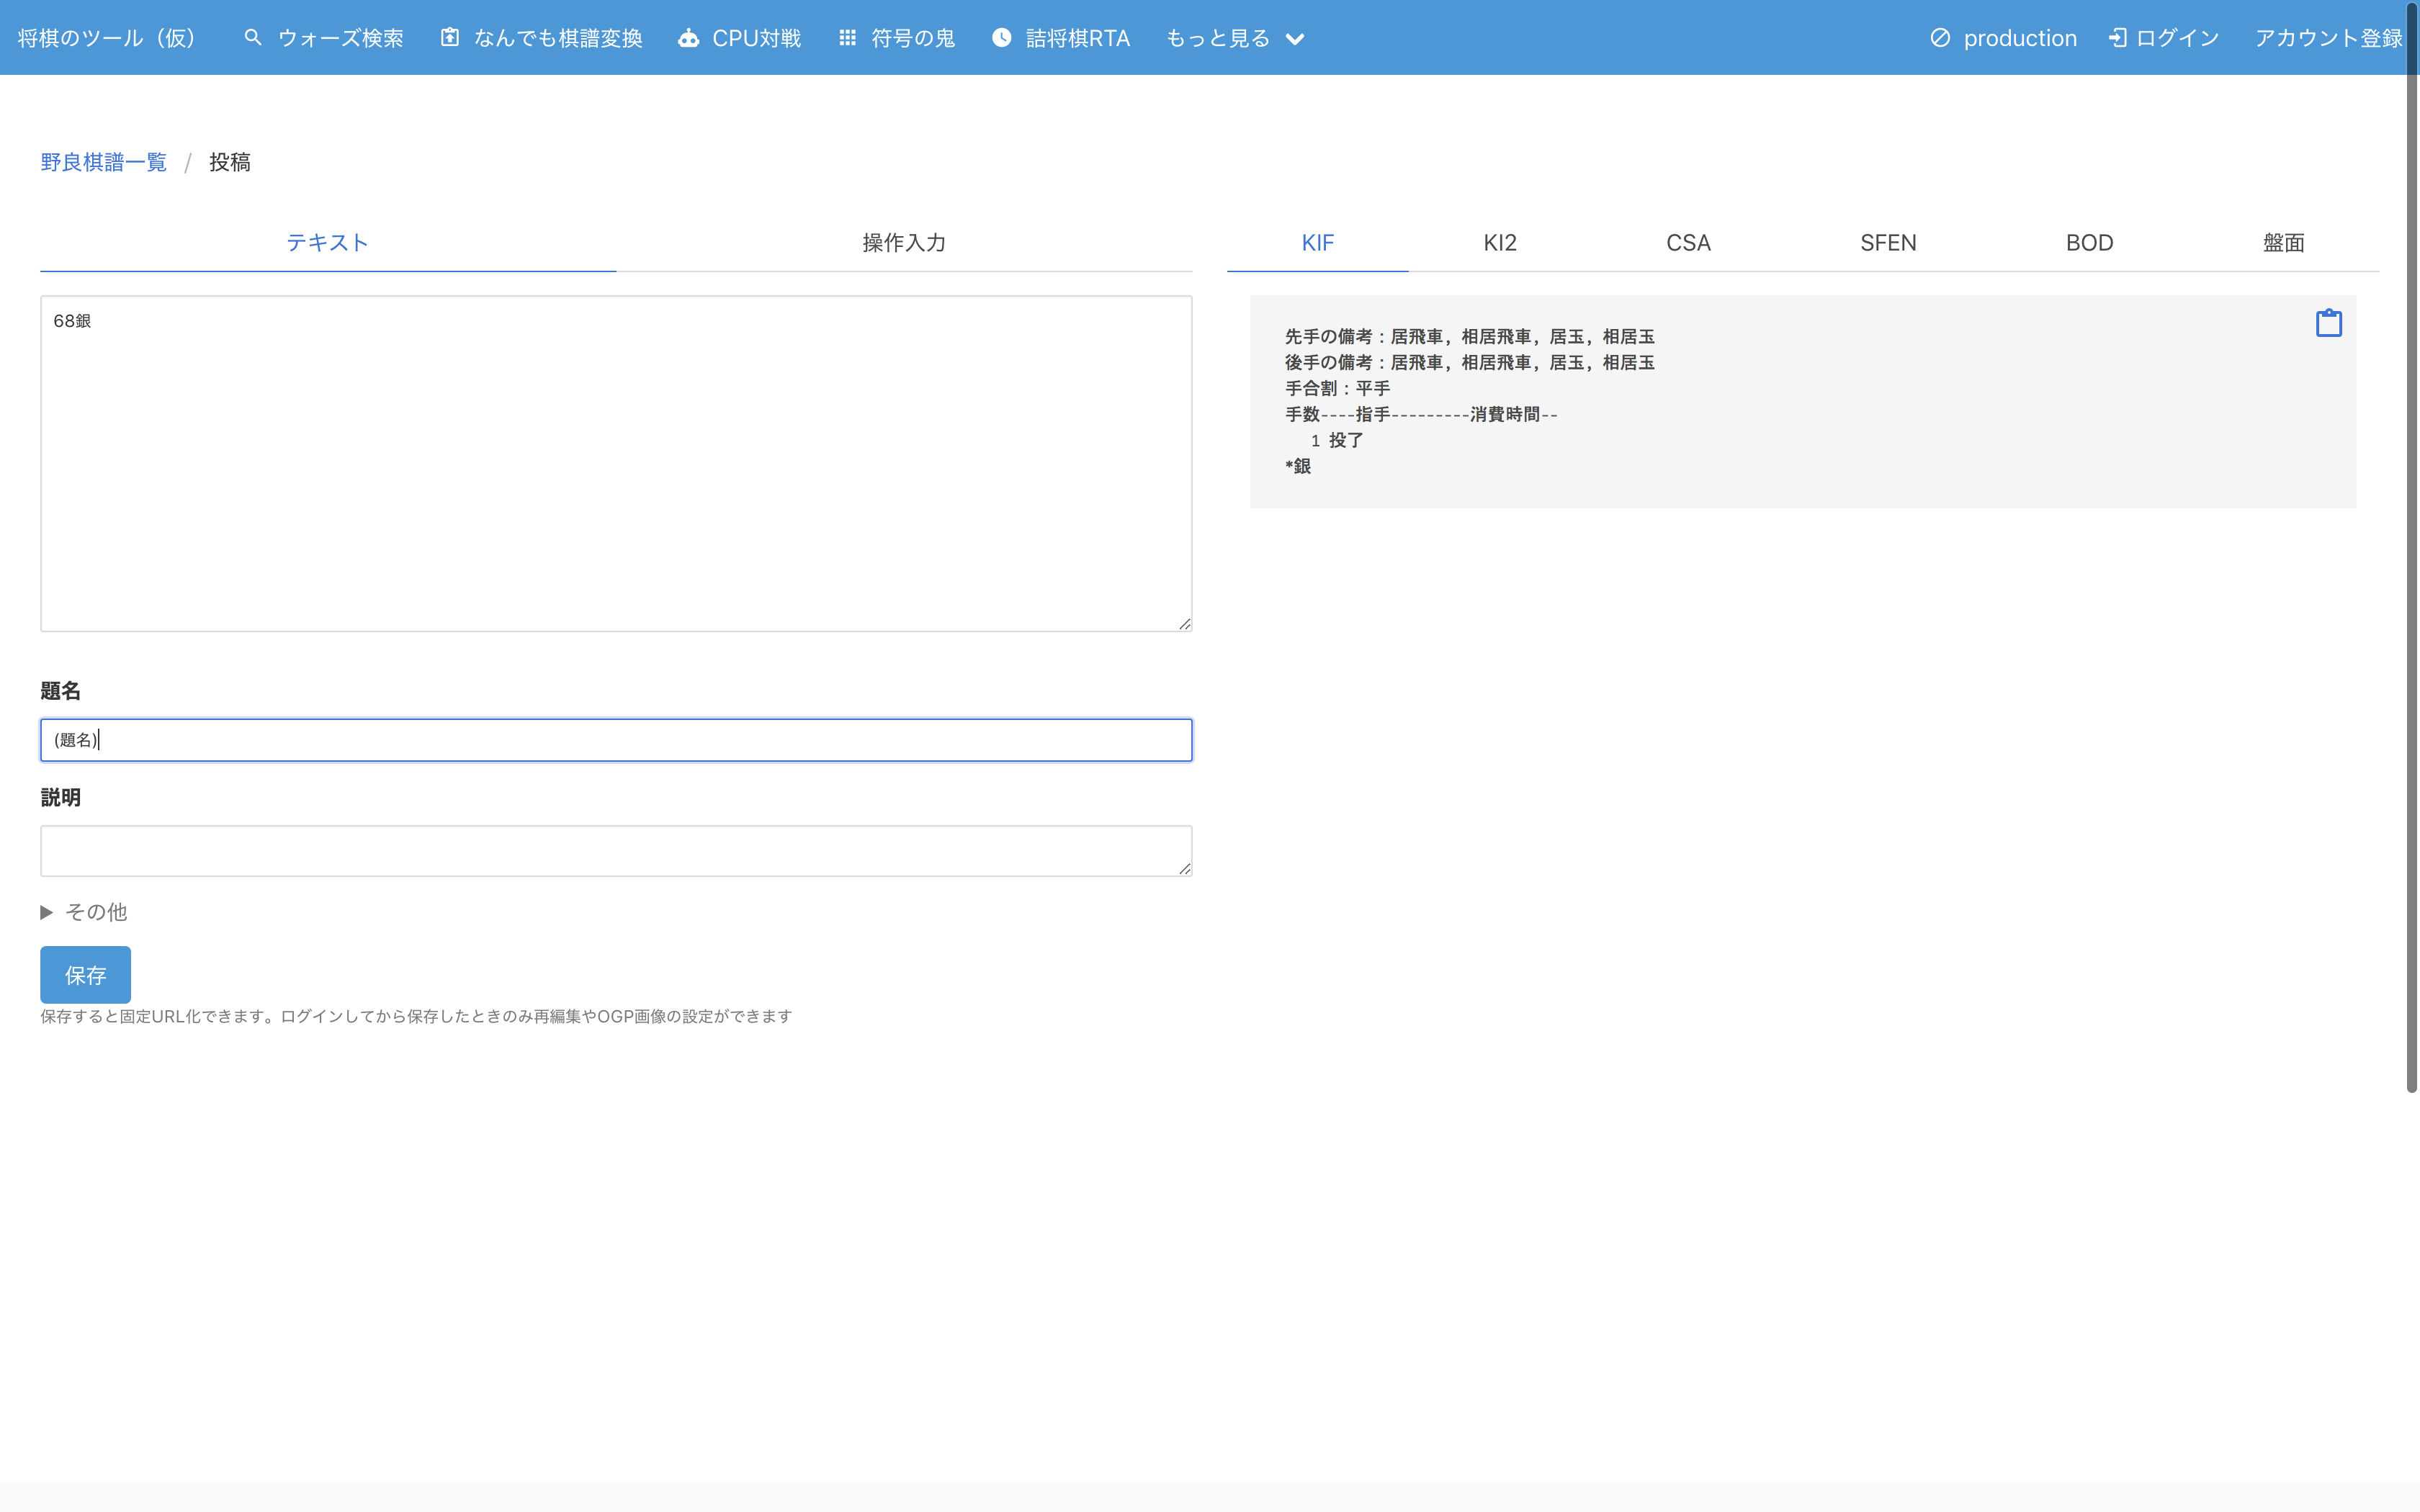 将棋のツール（仮） ウォーズ検索 なんでも棋譜変換 CPU対戦 符号の鬼 詰将棋RTA もっと見る production ログイン アカウント登録
野良棋譜一覧 / 投稿
テキスト 操作入力
KIF KI2 CSA SFEN BOD 盤面
68銀
先手の備考：居飛車, 相居飛車, 居玉, 相居玉
後手の備考：居飛車, 相居飛車, 居玉, 相居玉
手合割：平手
手数----指手---------消費時間--
1 投了
*銀
題名
(題名)
説明
その他
保存
保存すると固定URL化できます。ログインしてから保存したときのみ再編集やOGP画像の設定ができます